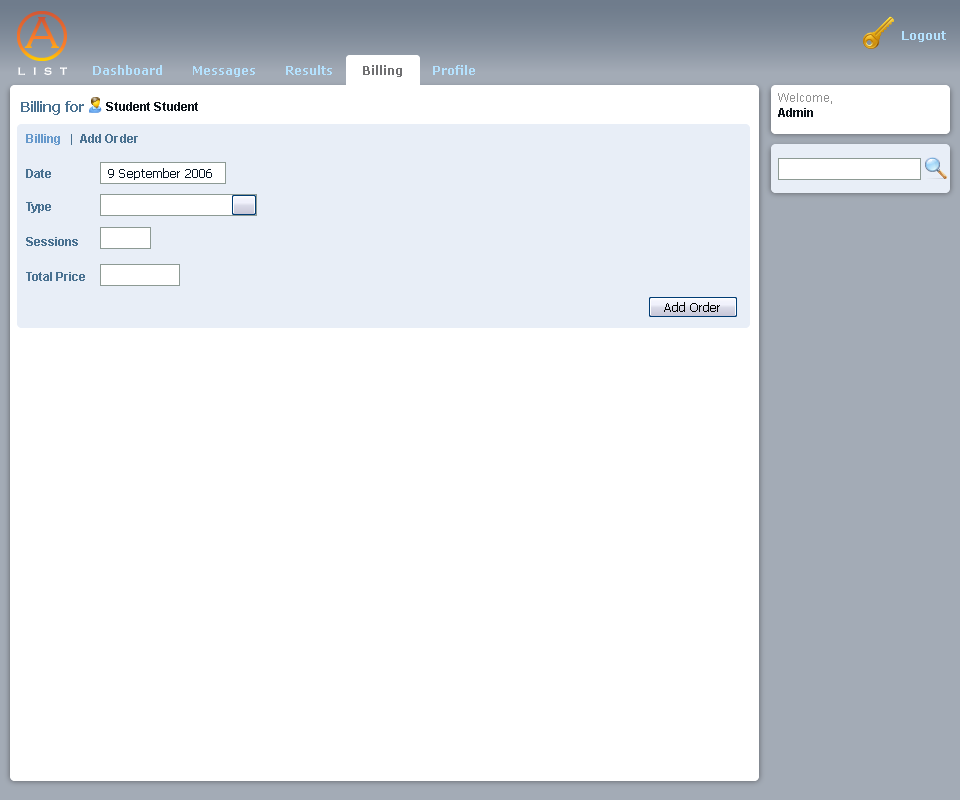 A
LIST
Dashboard Messages Results Billing Profile
Logout
Billing for Student Student
Billing | Add Order
Date 9 September 2006
Type
Sessions
Total Price
Add Order
Welcome,
Admin